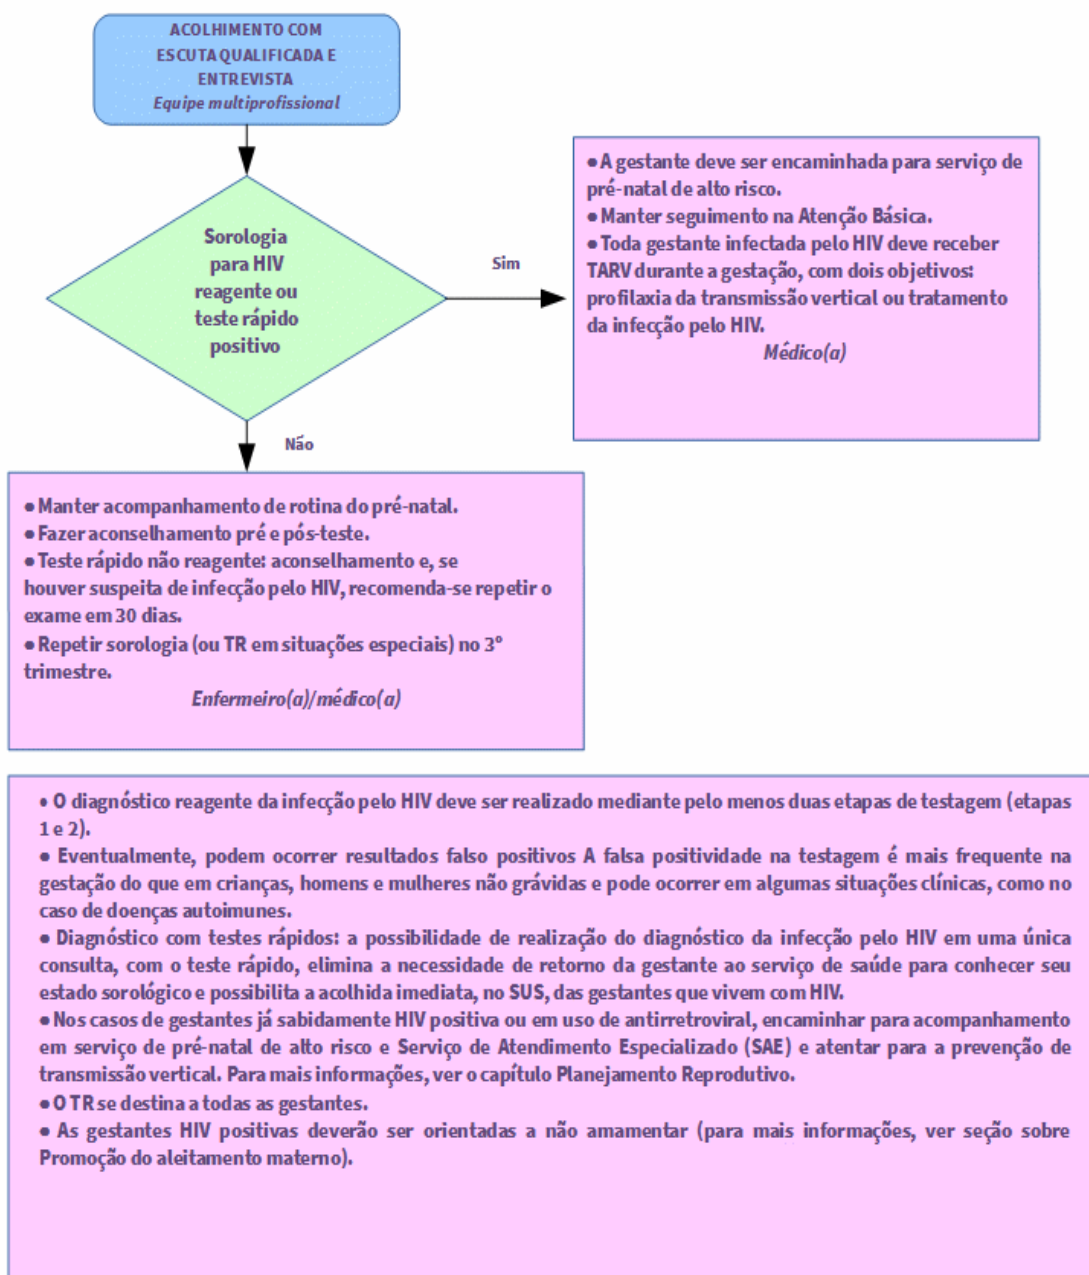 ACOLHIMENTO COM
ESCUTA QUALIFICADA E
ENTREVISTA
Equipe multiprofissional
Sorologia
para HIV
reagente ou
teste rápido
positivo
Sim
● A gestante deve ser encaminhada para serviço de
pré-natal de alto risco.
● Manter seguimento na Atenção Básica.
● Toda gestante infectada pelo HIV deve receber
TARV durante a gestação, com dois objetivos:
profilaxia da transmissão vertical ou tratamento
da infecção pelo HIV.
Médico(a)
Não
● Manter acompanhamento de rotina do pré-natal.
● Fazer aconselhamento pré e pós-teste.
● Teste rápido não reagente: aconselhamento e, se
houver suspeita de infecção pelo HIV, recomenda-se repetir o
exame em 30 dias.
● Repetir sorologia (ou TR em situações especiais) no 3º
trimestre.
Enfermeiro(a)/médico(a)
● O diagnóstico reagente da infecção pelo HIV deve ser realizado mediante pelo menos duas etapas de testagem (etapas
1 e 2).
● Eventualmente, podem ocorrer resultados falso positivos A falsa positividade na testagem é mais frequente na
gestação do que em crianças, homens e mulheres não grávidas e pode ocorrer em algumas situações clínicas, como no
caso de doenças autoimunes.
● Diagnóstico com testes rápidos: a possibilidade de realização do diagnóstico da infecção pelo HIV em uma única
consulta, com o teste rápido, elimina a necessidade de retorno da gestante ao serviço de saúde para conhecer seu
estado sorológico e possibilita a acolhida imediata, no SUS, das gestantes que vivem com HIV.
● Nos casos de gestantes já sabidamente HIV positiva ou em uso de antirretroviral, encaminhar para acompanhamento
em serviço de pré-natal de alto risco e Serviço de Atendimento Especializado (SAE) e atentar para a prevenção de
transmissão vertical. Para mais informações, ver o capítulo Planejamento Reprodutivo.
● O TR se destina a todas as gestantes.
● As gestantes HIV positivas deverão ser orientadas a não amamentar (para mais informações, ver seção sobre
Promoção do aleitamento materno).